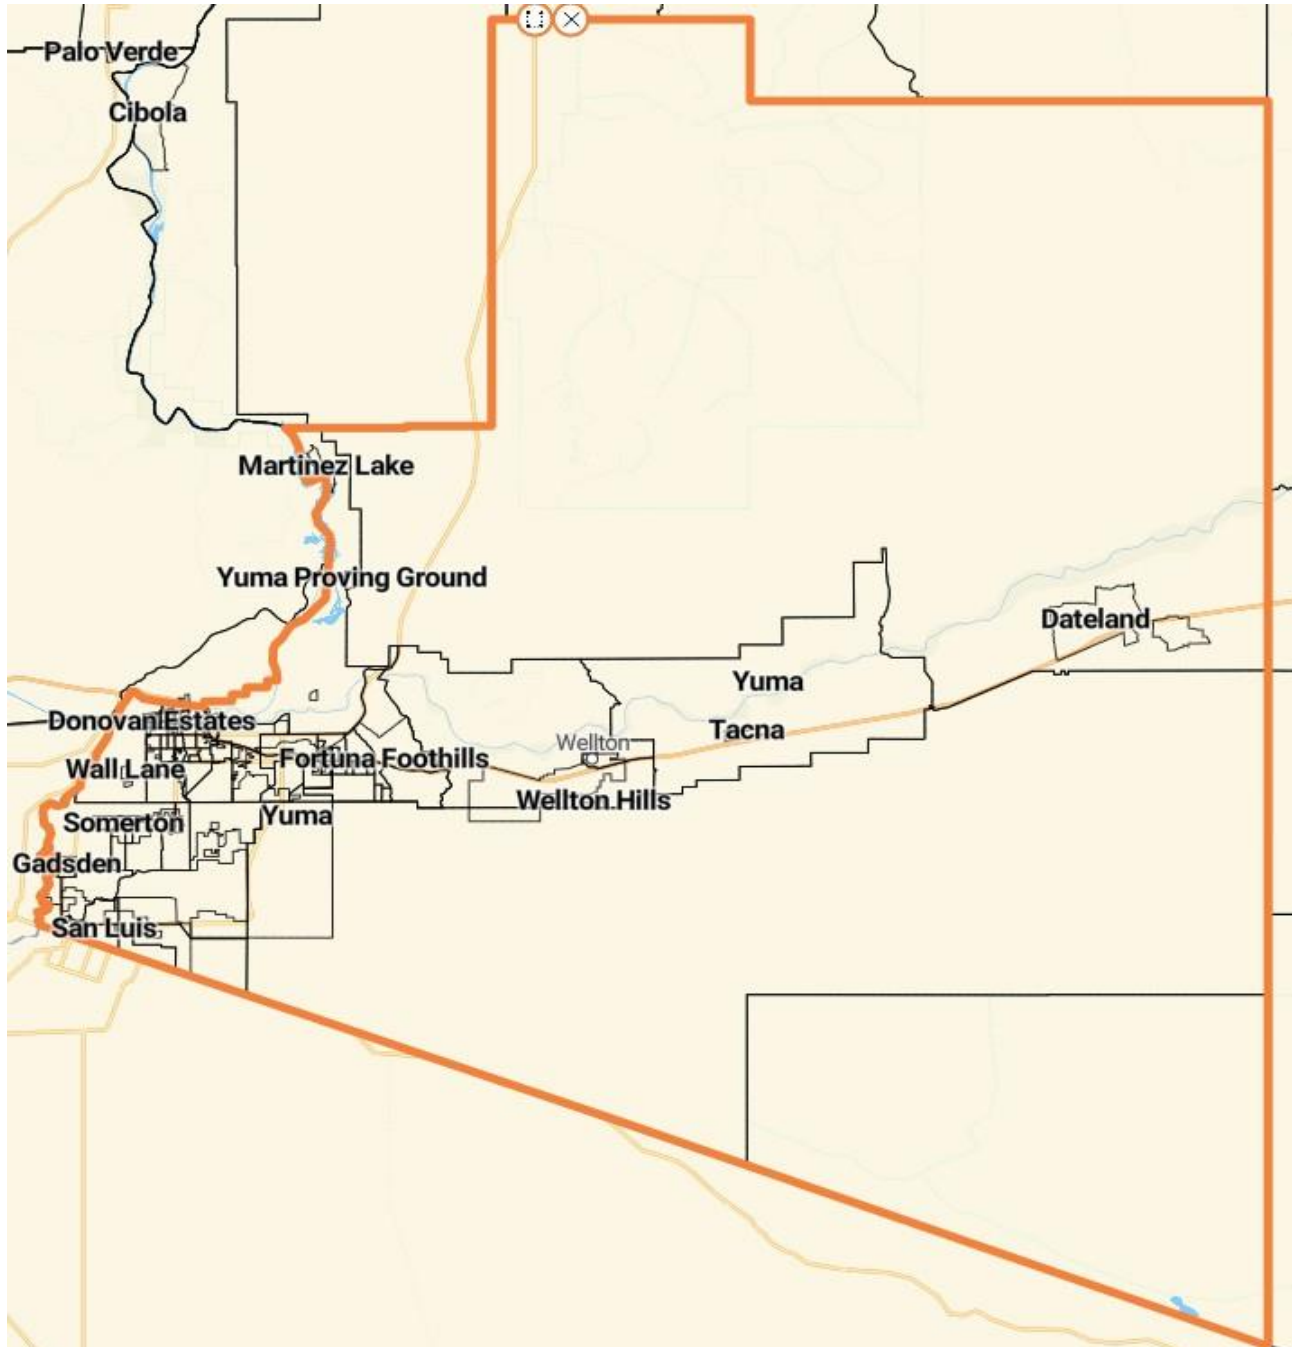 Palo Verde
Cibola
Martinez Lake
Yuma Proving Ground
Dateland
Yuma
Donovan Estates
Tacna
Wellton
Fortuna Foothills
Wall Lane
Wellton Hills
Somerton
Yuma
Gadsden
San Luis